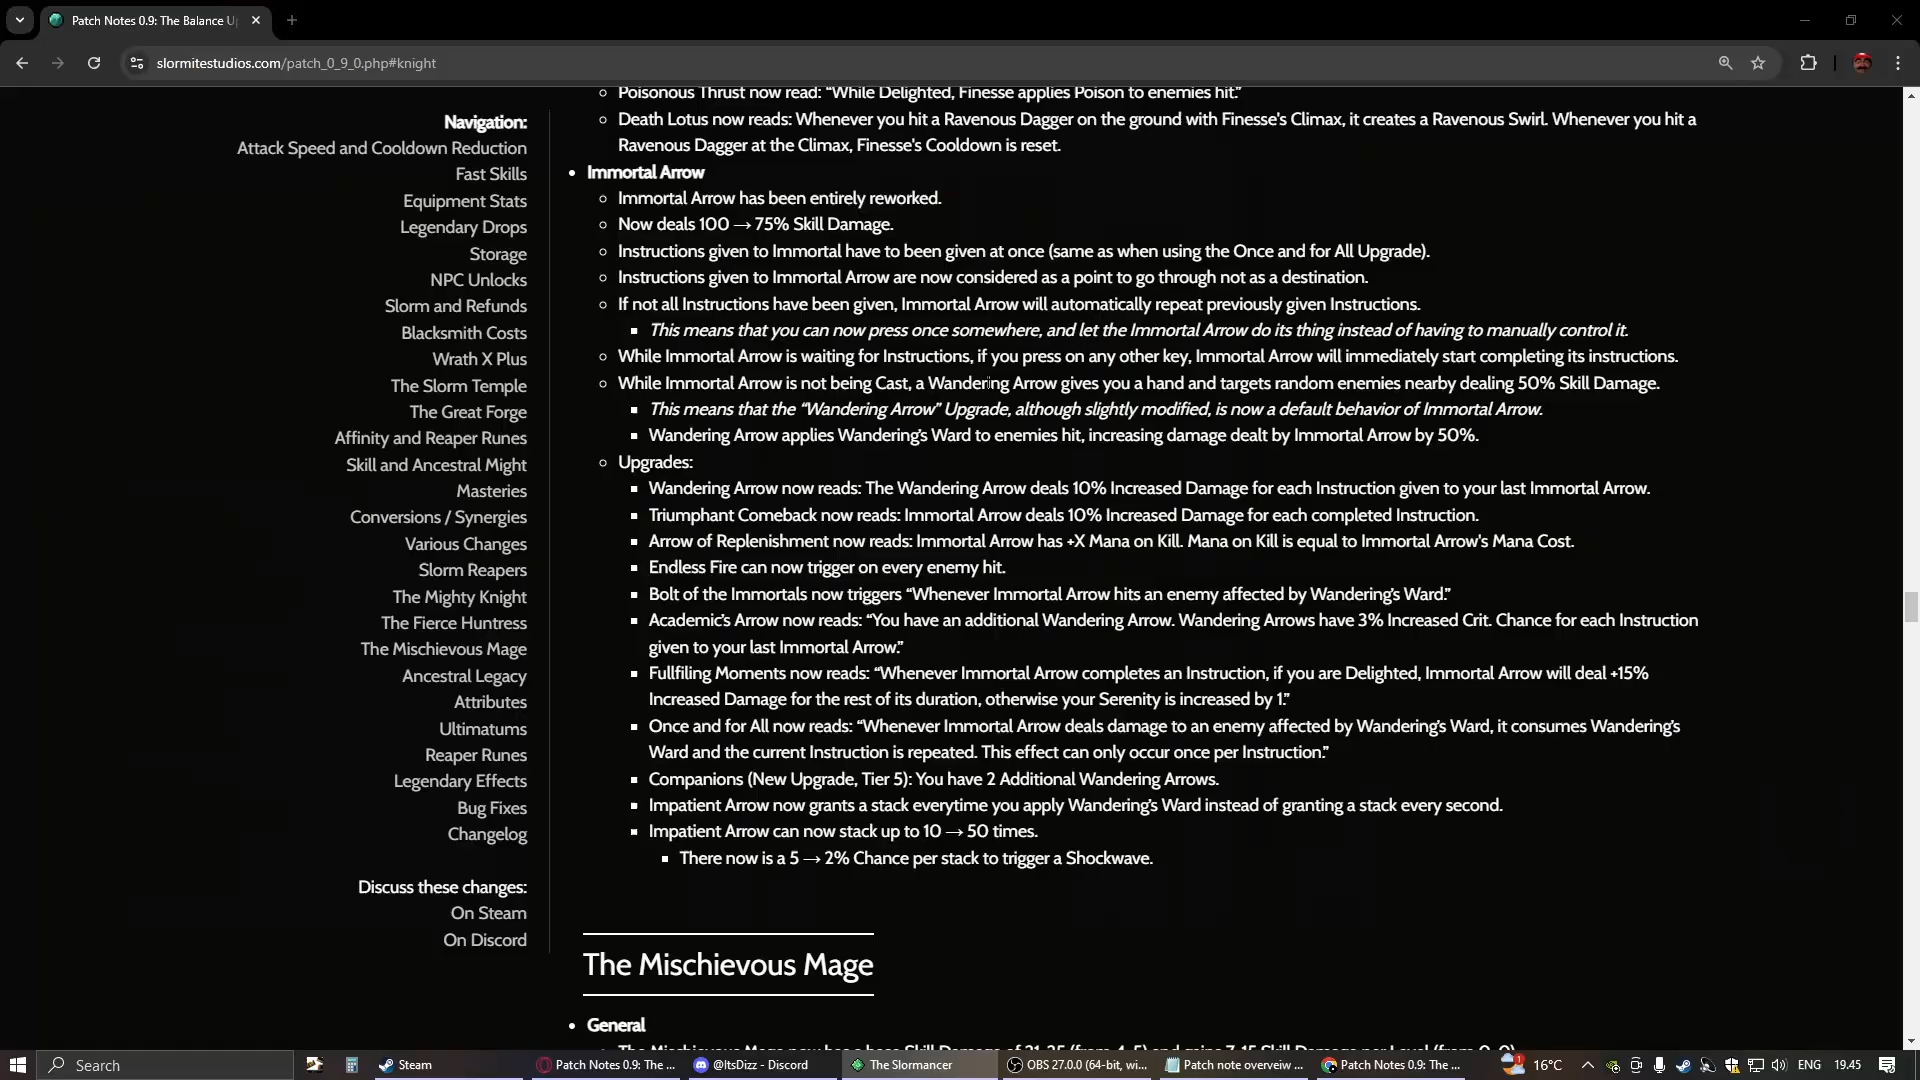 Patch Notes 0.9: The Balance U
slormitestudios.com/patch_0_9_0.php#knight
Navigation:
Attack Speed and Cooldown Reduction
Fast Skills
Equipment Stats
Legendary Drops
Storage
NPC Unlocks
Slorm and Refunds
Blacksmith Costs
Wrath X Plus
The Slorm Temple
The Great Forge
Affinity and Reaper Runes
Skill and Ancestral Might
Masteries
Conversions / Synergies
Various Changes
Slorm Reapers
The Mighty Knight
The Fierce Huntress
The Mischievous Mage
Ancestral Legacy
Attributes
Ultimatums
Reaper Runes
Legendary Effects
Bug Fixes
Changelog
Discuss these changes:
On Steam
On Discord
Poisonous Thrust now read: “While Delighted, Finesse applies Poison to enemies hit.”
Death Lotus now reads: Whenever you hit a Ravenous Dagger on the ground with Finesse's Climax, it creates a Ravenous Swirl. Whenever you hit a
Ravenous Dagger at the Climax, Finesse's Cooldown is reset.
Immortal Arrow
Immortal Arrow has been entirely reworked.
Now deals 100 → 75% Skill Damage.
Instructions given to Immortal have to been given at once (same as when using the Once and for All Upgrade).
Instructions given to Immortal Arrow are now considered as a point to go through not as a destination.
If not all Instructions have been given, Immortal Arrow will automatically repeat previously given Instructions.
This means that you can now press once somewhere, and let the Immortal Arrow do its thing instead of having to manually control it.
While Immortal Arrow is waiting for Instructions, if you press on any other key, Immortal Arrow will immediately start completing its instructions.
While Immortal Arrow is not being Cast, a Wandering Arrow gives you a hand and targets random enemies nearby dealing 50% Skill Damage.
This means that the “Wandering Arrow” Upgrade, although slightly modified, is now a default behavior of Immortal Arrow.
Wandering Arrow applies Wandering’s Ward to enemies hit, increasing damage dealt by Immortal Arrow by 50%.
Upgrades:
Wandering Arrow now reads: The Wandering Arrow deals 10% Increased Damage for each Instruction given to your last Immortal Arrow.
Triumphant Comeback now reads: Immortal Arrow deals 10% Increased Damage for each completed Instruction.
Arrow of Replenishment now reads: Immortal Arrow has +X Mana on Kill. Mana on Kill is equal to Immortal Arrow's Mana Cost.
Endless Fire can now trigger on every enemy hit.
Bolt of the Immortals now triggers “Whenever Immortal Arrow hits an enemy affected by Wandering’s Ward.”
Academic’s Arrow now reads: “You have an additional Wandering Arrow. Wandering Arrows have 3% Increased Crit. Chance for each Instruction
given to your last Immortal Arrow.”
Fullfiling Moments now reads: “Whenever Immortal Arrow completes an Instruction, if you are Delighted, Immortal Arrow will deal +15%
Increased Damage for the rest of its duration, otherwise your Serenity is increased by 1.”
Once and for All now reads: “Whenever Immortal Arrow deals damage to an enemy affected by Wandering’s Ward, it consumes Wandering’s
Ward and the current Instruction is repeated. This effect can only occur once per Instruction.”
Companions (New Upgrade, Tier 5): You have 2 Additional Wandering Arrows.
Impatient Arrow now grants a stack everytime you apply Wandering’s Ward instead of granting a stack every second.
Impatient Arrow can now stack up to 10 → 50 times.
There now is a 5 → 2% Chance per stack to trigger a Shockwave.
The Mischievous Mage
General
The Mischievous Mage now has a base Skill Damage of 21-35 (from 4-5) and gains 7-15 Skill Damage per Level (from 0-0)
Search
Steam
Patch Notes 0.9: The ...
@ItsDizz - Discord
The Slormancer
OBS 27.0.0 (64-bit, wi...
Patch note overveiw ...
Patch Notes 0.9: The ...
1
16°C
ENG
19.45